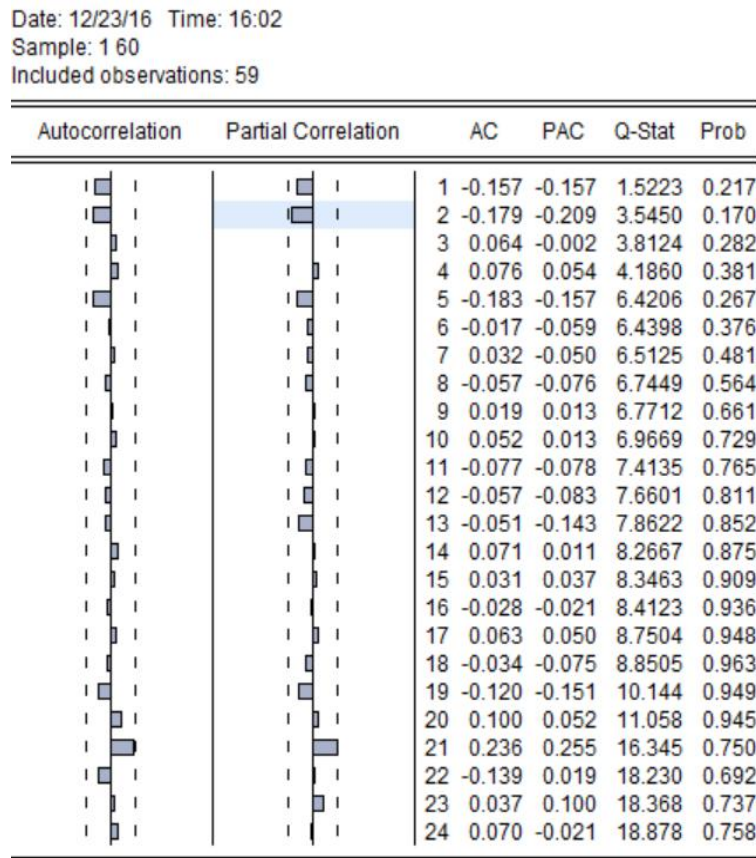 Date: 12/23/16 Time: 16:02
Sample: 1 60
Included observations: 59
Autocorrelation Partial Correlation AC PAC Q-Stat Prob
1 -0.157 -0.157 1.5223 0.217
2 -0.179 -0.209 3.5450 0.170
3 0.064 -0.002 3.8124 0.282
4 0.076 0.054 4.1860 0.381
5 -0.183 -0.157 6.4206 0.267
6 -0.017 -0.059 6.4398 0.376
7 0.032 -0.050 6.5125 0.481
8 -0.057 -0.076 6.7449 0.564
9 0.019 0.013 6.7712 0.661
10 0.052 0.013 6.9669 0.729
11 -0.077 -0.078 7.4135 0.765
12 -0.057 -0.083 7.6601 0.811
13 -0.051 -0.143 7.8622 0.852
14 0.071 0.011 8.2667 0.875
15 0.031 0.037 8.3463 0.909
16 -0.028 -0.021 8.4123 0.936
17 0.063 0.050 8.7504 0.948
18 -0.034 -0.075 8.8505 0.963
19 -0.120 -0.151 10.144 0.949
20 0.100 0.052 11.058 0.945
21 0.236 0.255 16.345 0.750
22 -0.139 0.019 18.230 0.692
23 0.037 0.100 18.368 0.737
24 0.070 -0.021 18.878 0.758